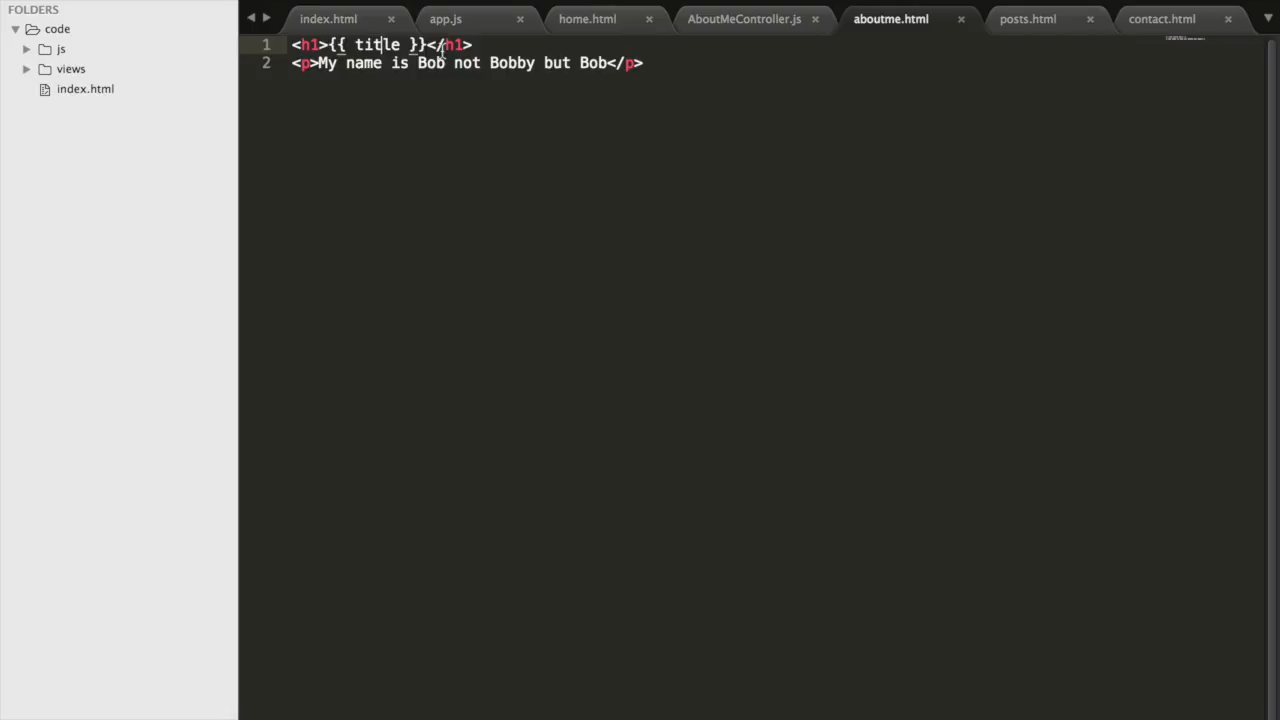 FOLDERS
code
js
views
index.html
index.html × app.js × home.html × AboutMeController.js × aboutme.html × posts.html × contact.html ×
1 <h1>{{ title }}</h1>
2 <p>My name is Bob not Bobby but Bob</p>